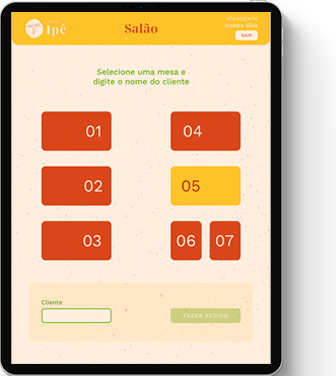 Ipê
Salão
ATENDENTE
SAIR
Selecione uma mesa e
digite o nome do cliente
01
04
02
05
03
06
07
Cliente
FAZER PEDIDO